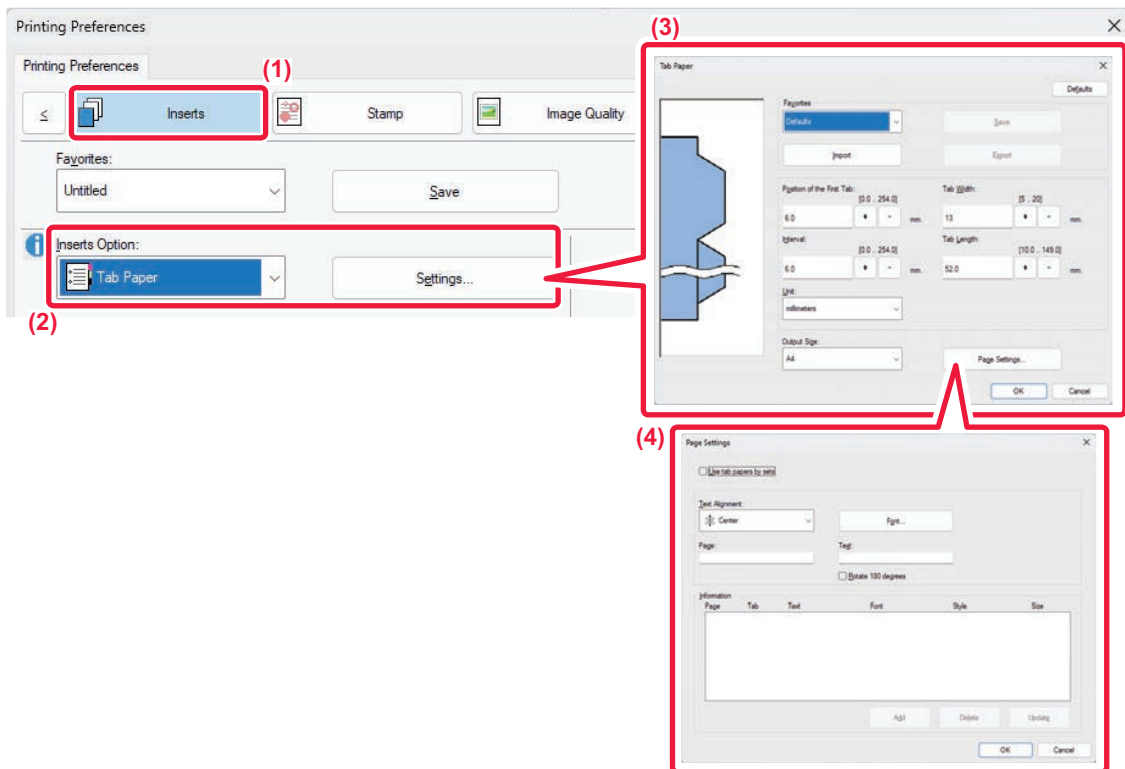 Printing Preferences
Printing Preferences
(1)
≤ Inserts Stamp Image Quality
Favorites:
Untitled Save
Inserts Option:
Tab Paper Settings...
(2)
(3)
Tab Paper
Defaults
Favorites
Defaults Save
Import Export
Position of the First Tab: Tab Width:
[0.0 .. 254.0] [5 .. 20]
6.0 + - mm. 13 + - mm.
Interval: Tab Length:
[0.0 .. 254.0] [10.0 .. 149.0]
6.0 + - mm. 52.0 + - mm.
Unit:
millimeters
Output Size:
A4 Page Settings...
OK Cancel
(4)
Page Settings
Use tab papers by sets
Text Alignment:
Center Font...
Page: Text:
Rotate 180 degrees
Information
Page Tab Text Font Style Size
Add Delete Update
OK Cancel